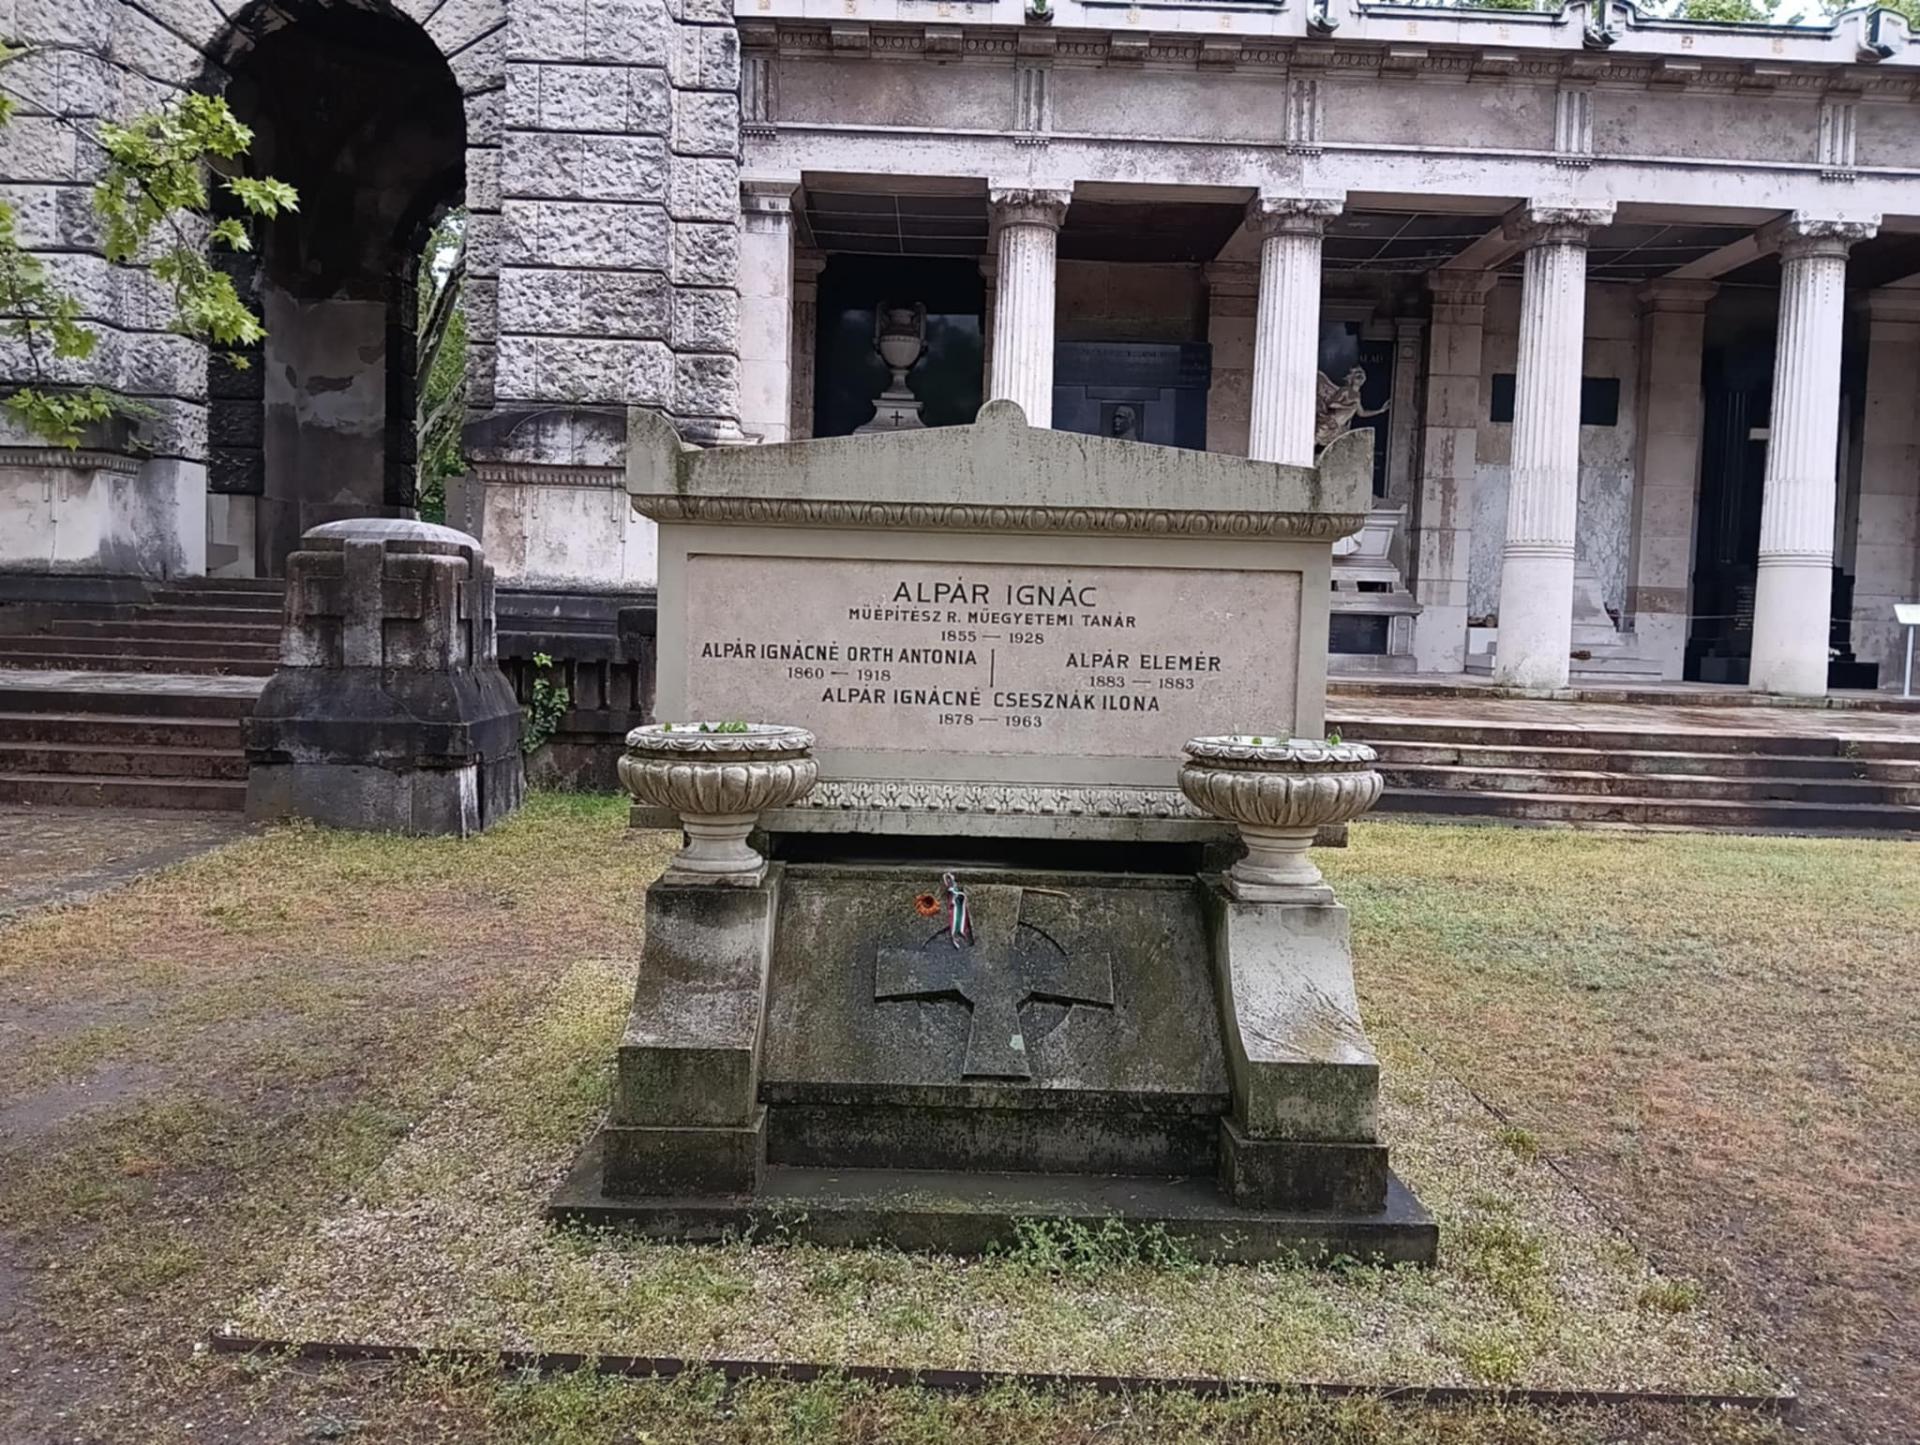 ALPÁR IGNÁC
MŰÉPÍTÉSZ R. MŰEGYETEMI TANÁR
1855 — 1928
ALPÁR IGNÁCNÉ ORTH ANTONIA
1860 — 1918
ALPÁR ELEMÉR
1883 — 1883
ALPÁR IGNÁCNÉ CSESZNÁK ILONA
1878 — 1963